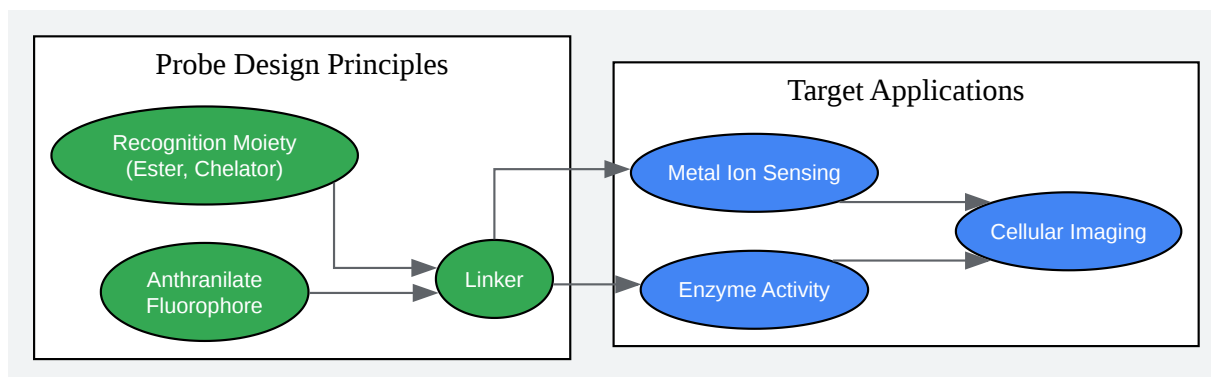 Probe Design Principles
Recognition Moiety
(Ester, Chelator)
Anthranilate
Fluorophore
Linker
Target Applications
Metal Ion Sensing
Enzyme Activity
Cellular Imaging